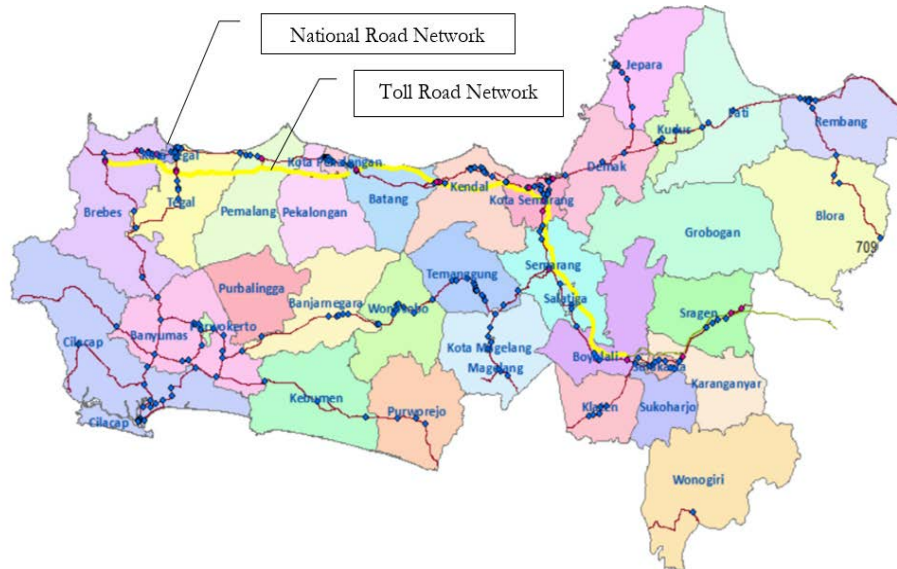 National Road Network
Toll Road Network
Jepara
Pati
Kudus
Rembang
Demak
Kota Tegal
Kota Pekalongan
Kendal
Kota Semarang
Brebes
Tegal
Pemalang
Pekalongan
Batang
Blora
Grobogan
709
Purbalingga
Temanggung
Semarang
Banjarnegara
Wonosobo
Salatiga
Sragen
Purwokerto
Banyumas
Cilacap
Kota Magelang
Magelang
Boyolali
Surakarta
Karanganyar
Kebumen
Purworejo
Klaten
Sukoharjo
Cilacap
Wonogiri